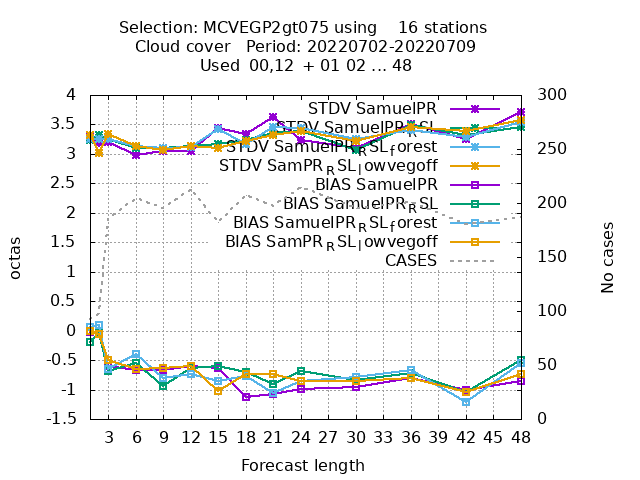 Selection: MCVEGP2gt075 using 16 stations
Cloud cover Period: 20220702-20220709
Used 00,12 + 01 02 ... 48
4
3.5
3
2.5
2
1.5
1
0.5
0
-0.5
-1
-1.5
octas
300
250
200
150
100
50
0
No cases
STDV SamuelPR
STDV SamuelPR_RSL
STDV SamuelPR_RSL_forest
STDV SamPR_RSL_lowvegoff
BIAS SamuelPR
BIAS SamuelPR_RSL
BIAS SamuelPR_RSL_forest
BIAS SamPR_RSL_lowvegoff
CASES
3 6 9 12 15 18 21 24 27 30 33 36 39 42 45 48
Forecast length